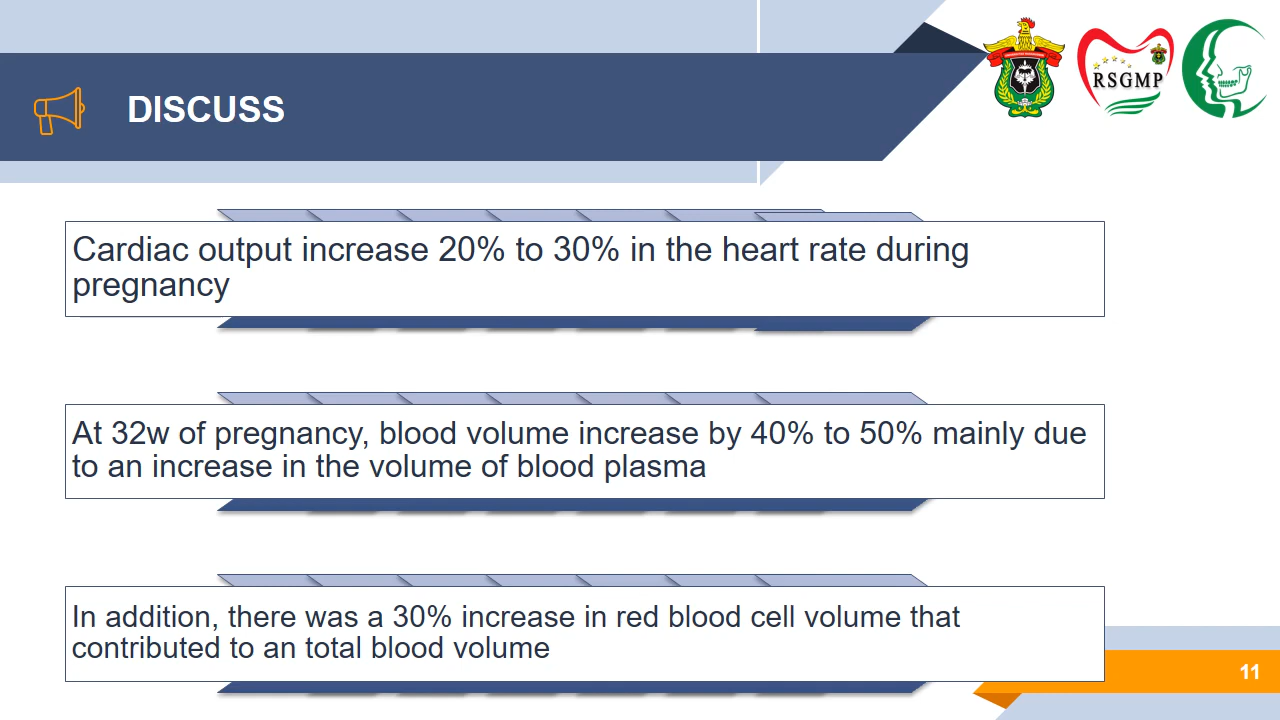 DISCUSS
RSGMP
Cardiac output increase 20% to 30% in the heart rate during
pregnancy
At 32w of pregnancy, blood volume increase by 40% to 50% mainly due
to an increase in the volume of blood plasma
In addition, there was a 30% increase in red blood cell volume that
contributed to an total blood volume
11